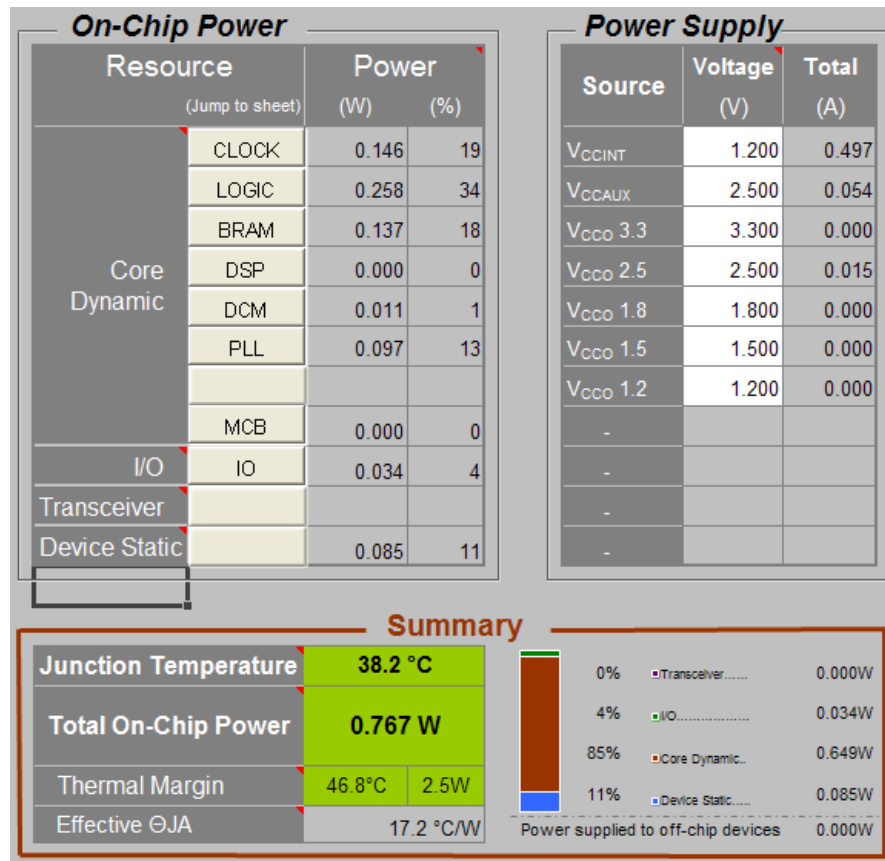 On-Chip Power
Resource Power
(Jump to sheet) (W) (%)
Core Dynamic
CLOCK 0.146 19
LOGIC 0.258 34
BRAM 0.137 18
DSP 0.000 0
DCM 0.011 1
PLL 0.097 13
MCB 0.000 0
I/O IO 0.034 4
Transceiver
Device Static 0.085 11
Power Supply
Source Voltage Total
(V) (A)
VCCINT 1.200 0.497
VCCAUX 2.500 0.054
VCCO 3.3 3.300 0.000
VCCO 2.5 2.500 0.015
VCCO 1.8 1.800 0.000
VCCO 1.5 1.500 0.000
VCCO 1.2 1.200 0.000
-
-
-
-
Summary
Junction Temperature 38.2 °C
Total On-Chip Power 0.767 W
Thermal Margin 46.8°C 2.5W
Effective ΘJA 17.2 °C/W
0% Transceiver...... 0.000W
4% I/O.................. 0.034W
85% Core Dynamic.. 0.649W
11% Device Static..... 0.085W
Power supplied to off-chip devices 0.000W